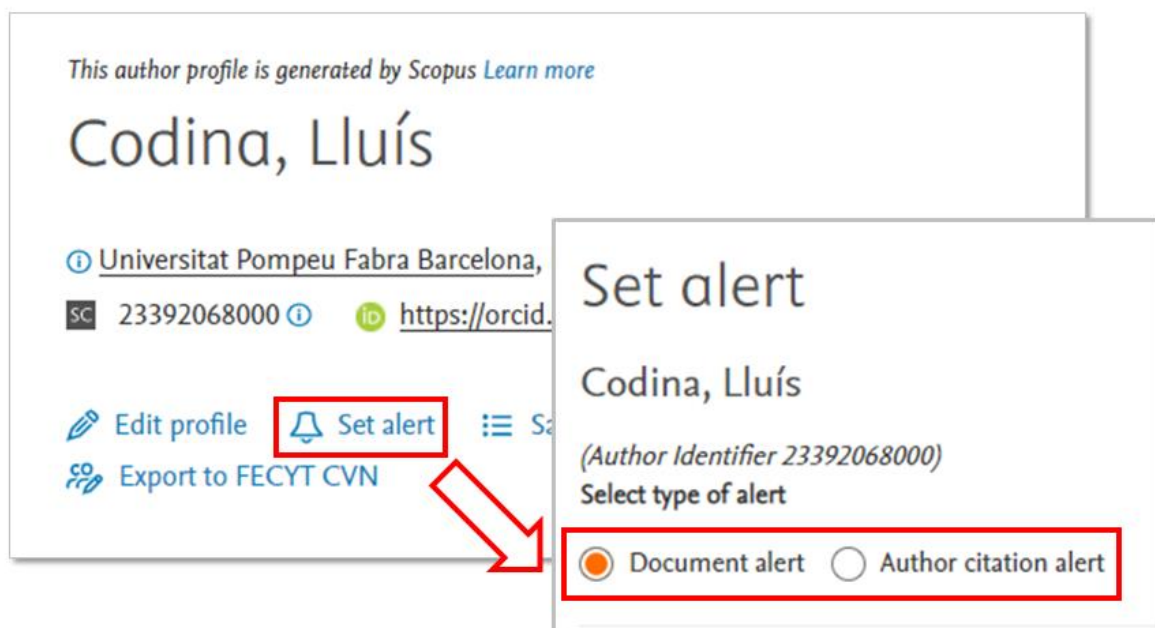 This author profile is generated by Scopus Learn more
Codina, Lluís
Universitat Pompeu Fabra Barcelona,
SC 23392068000
iD https://orcid.
Edit profile Set alert
Export to FECYT CVN
Set alert
Codina, Lluís
(Author Identifier 23392068000)
Select type of alert
Document alert Author citation alert